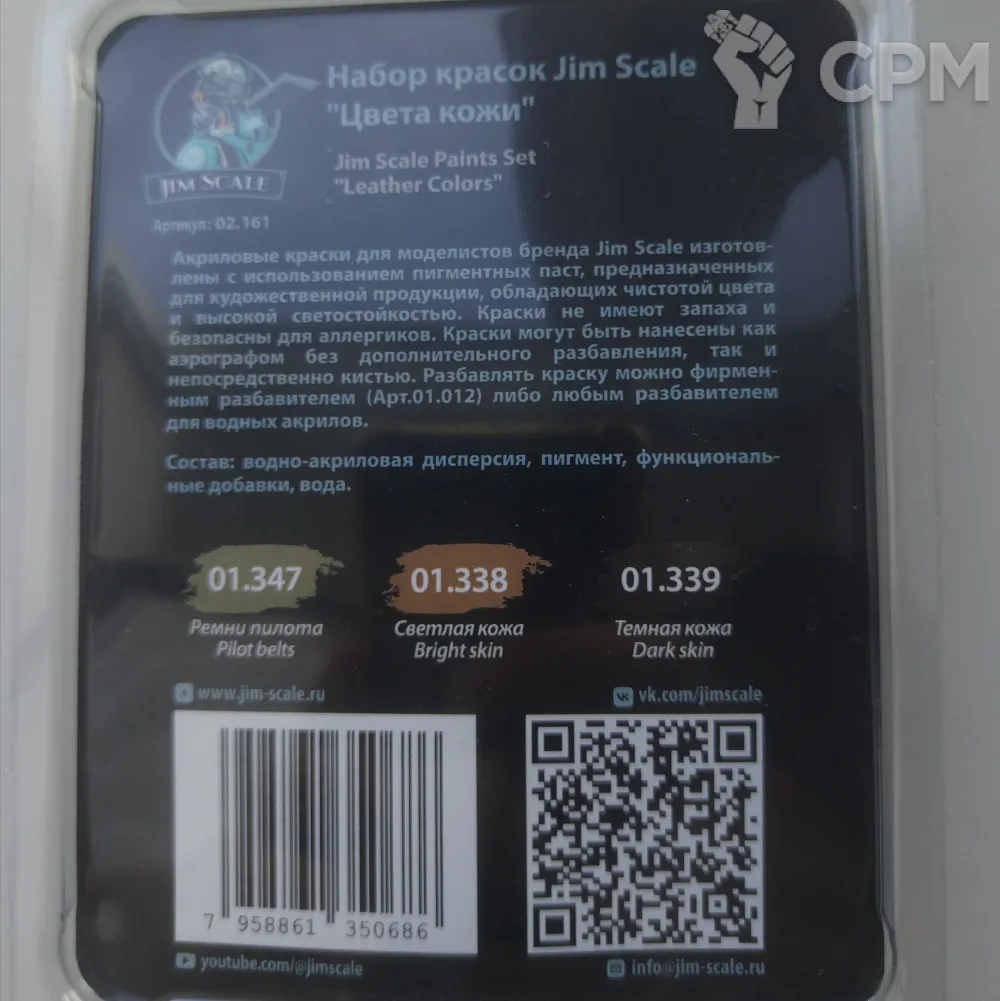 CPM
Набор красок Jim Scale
"Цвета кожи"
Jim Scale Paints Set
"Leather Colors"
JIM SCALE
Артикул: 02.161
Акриловые краски для моделистов бренда Jim Scale изготов-
лены с использованием пигментных паст, предназначенных
для художественной продукции, обладающих чистотой цвета
и высокой светостойкостью. Краски не имеют запаха и
безопасны для аллергиков. Краски могут быть нанесены как
аэрографом без дополнительного разбавления, так и
непосредственно кистью. Разбавлять краску можно фирмен-
ным разбавителем (Арт.01.012) либо любым разбавителем
для водных акрилов.
Состав: водно-акриловая дисперсия, пигмент, функциональ-
ные добавки, вода.
01.347 01.338 01.339
Ремни пилота Светлая кожа Темная кожа
Pilot belts Bright skin Dark skin
www.jim-scale.ru vk.com/jimscale
7 958861 350686
youtube.com/@jimscale info@jim-scale.ru